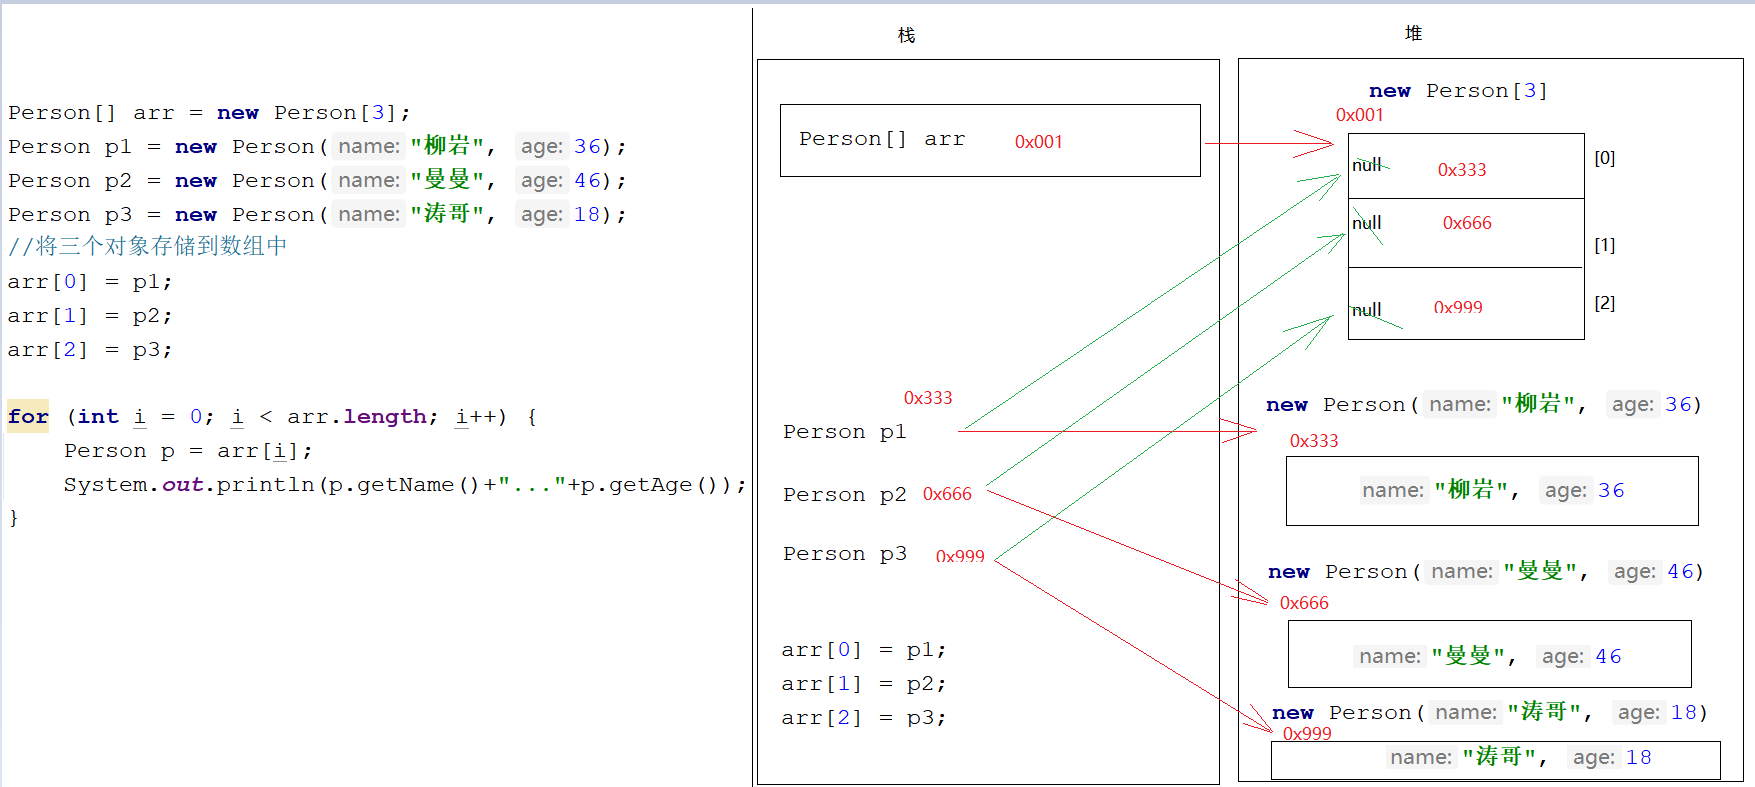 Person[] arr = new Person[3];
Person p1 = new Person( name: "柳岩", age: 36);
Person p2 = new Person( name: "曼曼", age: 46);
Person p3 = new Person( name: "涛哥", age: 18);
//将三个对象存储到数组中
arr[0] = p1;
arr[1] = p2;
arr[2] = p3;
for (int i = 0; i < arr.length; i++) {
Person p = arr[i];
System.out.println(p.getName()+"..."+p.getAge());
}
栈
Person[] arr 0x001
0x333
Person p1
Person p2 0x666
Person p3 0x999
arr[0] = p1;
arr[1] = p2;
arr[2] = p3;
堆
new Person[3]
0x001
null 0x333 [0]
null 0x666 [1]
null 0x999 [2]
new Person( name: "柳岩", age: 36)
0x333
name: "柳岩", age: 36
new Person( name: "曼曼", age: 46)
0x666
name: "曼曼", age: 46
new Person( name: "涛哥", age: 18)
0x999
name: "涛哥", age: 18